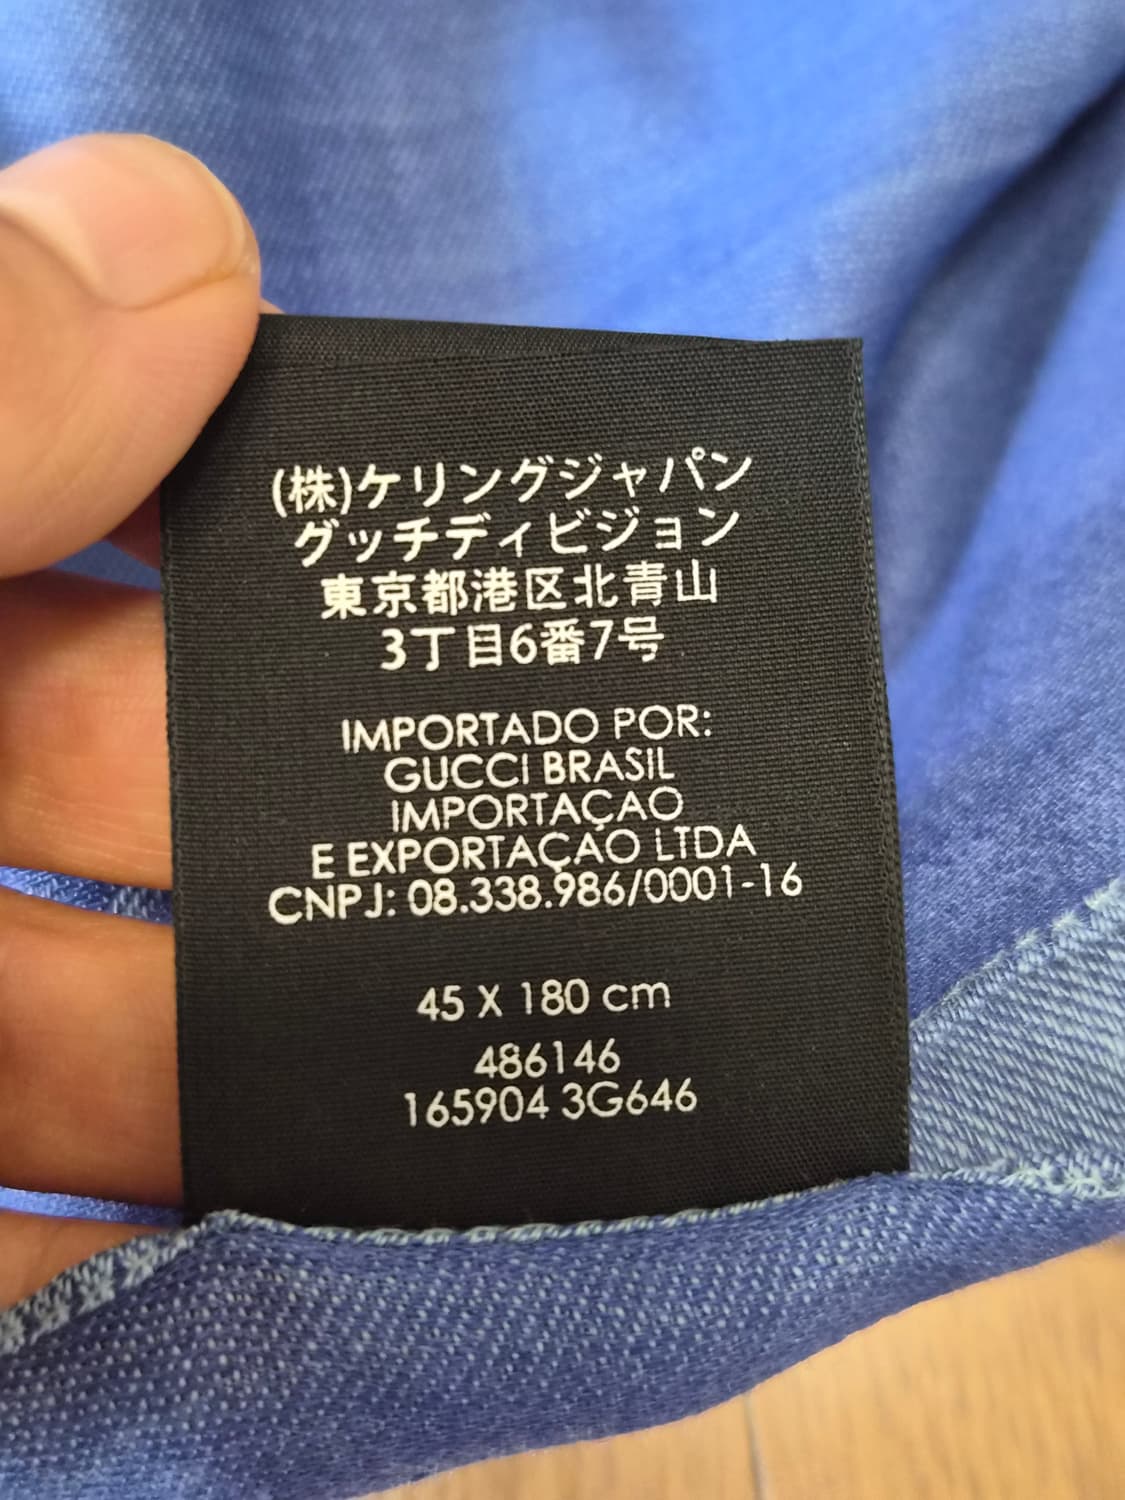 (株)ケリングジャパン
グッチディビジョン
東京都港区北青山
3丁目6番7号
IMPORTADO POR:
GUCCI BRASIL
IMPORTAÇAO
E EXPORTAÇAO LTDA
CNPJ: 08.338.986/0001-16
45 X 180 cm
486146
165904 3G646